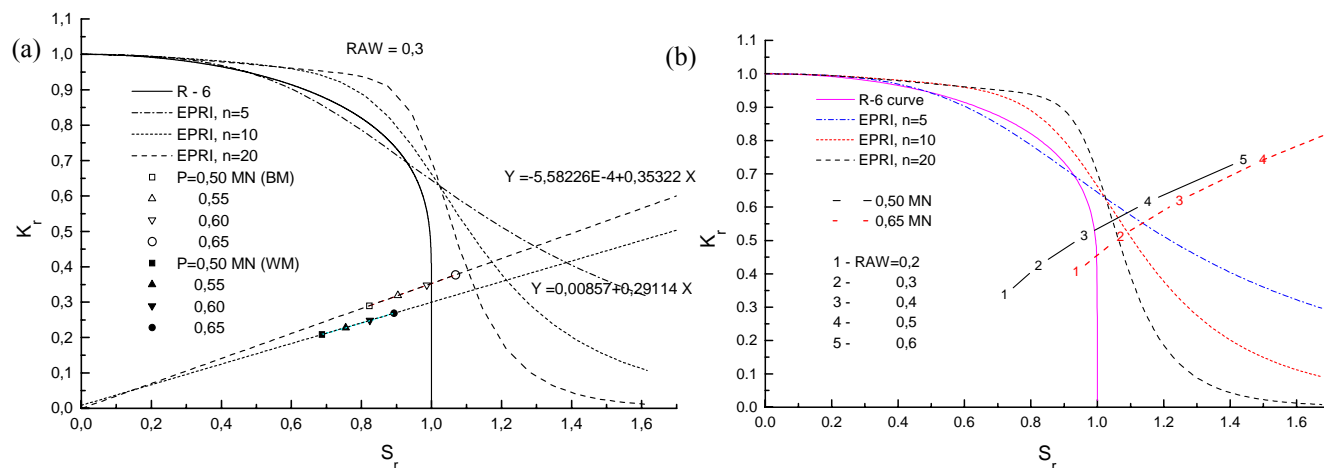 (a)
RAW = 0,3
R - 6
EPRI, n=5
EPRI, n=10
EPRI, n=20
P=0,50 MN (BM)
0,55
0,60
0,65
P=0,50 MN (WM)
0,55
0,60
0,65
Y =-5,58226E-4+0,35322 X
Y =0,00857+0,29114 X
K_r
1,1
1,0
0,9
0,8
0,7
0,6
0,5
0,4
0,3
0,2
0,1
0,0
0,0 0,2 0,4 0,6 0,8 1,0 1,2 1,4 1,6
S_r
(b)
R-6 curve
EPRI, n=5
EPRI, n=10
EPRI, n=20
0,50 MN
0,65 MN
1 - RAW=0,2
2 - 0,3
3 - 0,4
4 - 0,5
5 - 0,6
1 2 3 4 5
1 2 3 4
K_r
1.1
1.0
0.9
0.8
0.7
0.6
0.5
0.4
0.3
0.2
0.1
0.0
0.0 0.2 0.4 0.6 0.8 1.0 1.2 1.4 1.6
S_r